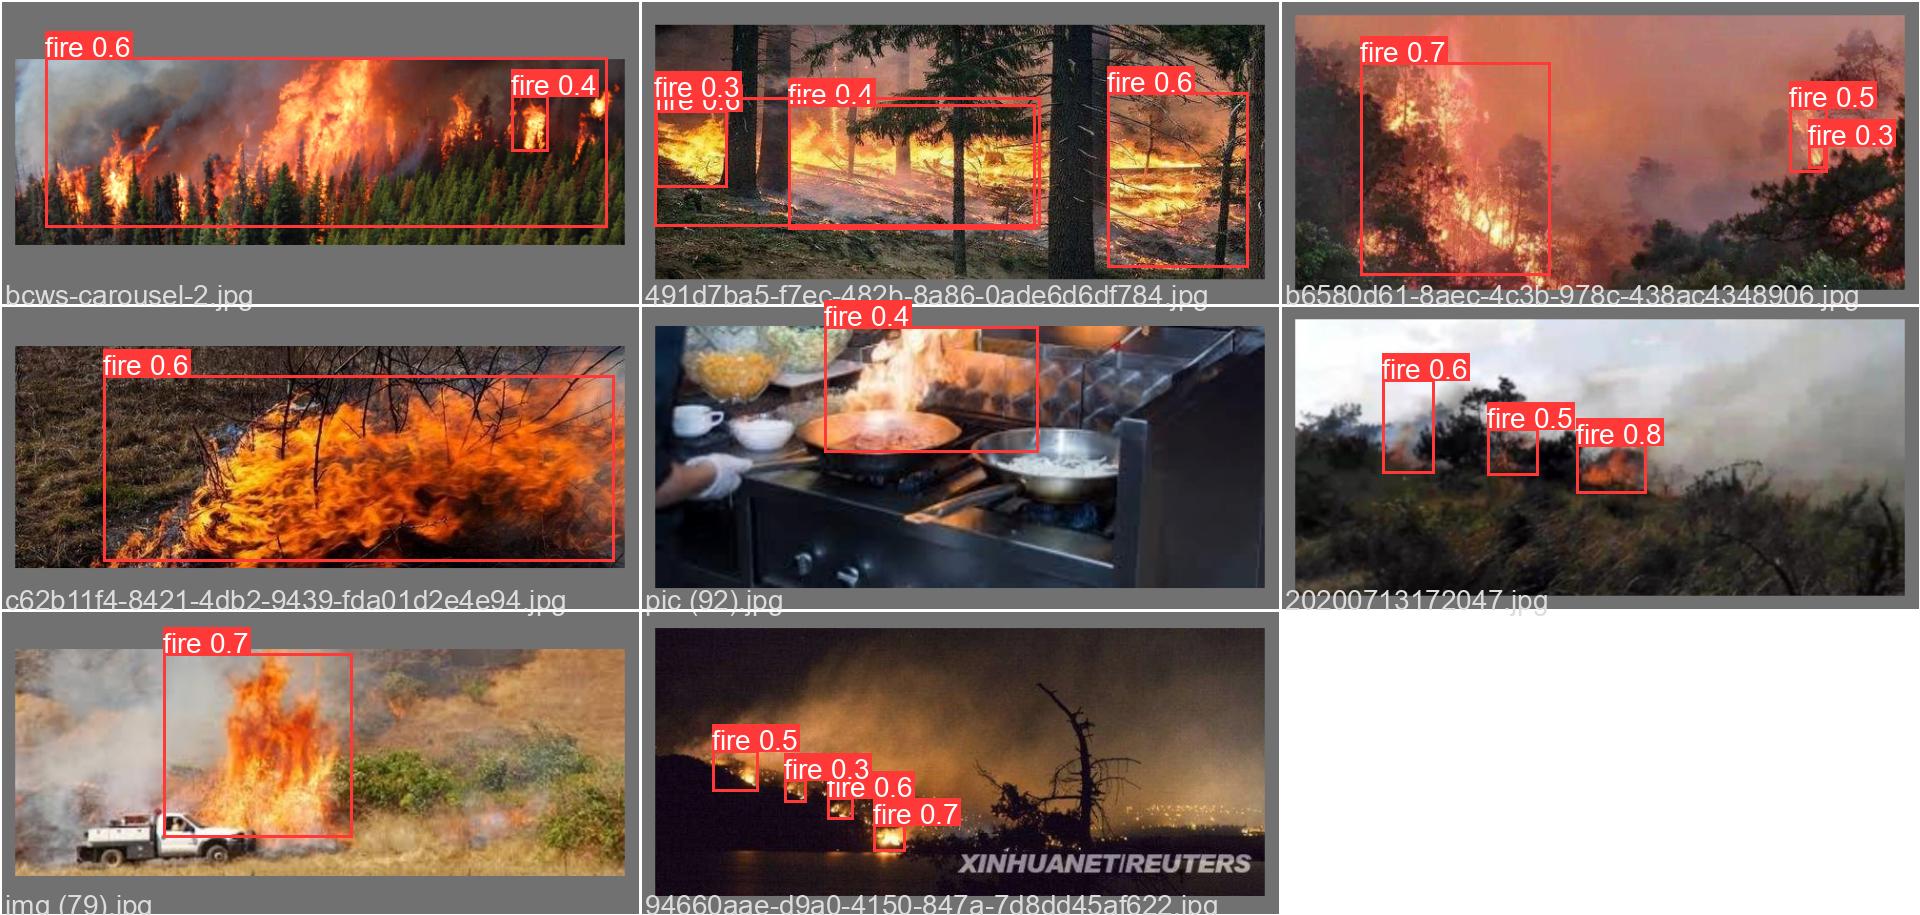 fire 0.6
fire 0.4
bcws-carousel-2.jpg
fire 0.3
fire 0.6
fire 0.4
fire 0.6
491d7ba5-f7ec-482b-8a86-0ade6d6df784.jpg
fire 0.7
fire 0.5
fire 0.3
b6580d61-8aec-4c3b-978c-438ac4348906.jpg
fire 0.6
c62b11f4-8421-4db2-9439-fda01d2e4e94.jpg
fire 0.4
pic (92).jpg
fire 0.6
fire 0.5
fire 0.8
20200713172047.jpg
fire 0.7
img (79).jpg
fire 0.5
fire 0.3
fire 0.6
fire 0.7
XINHUANET/REUTERS
94660aae-d9a0-4150-847a-7d8dd45af622.jpg